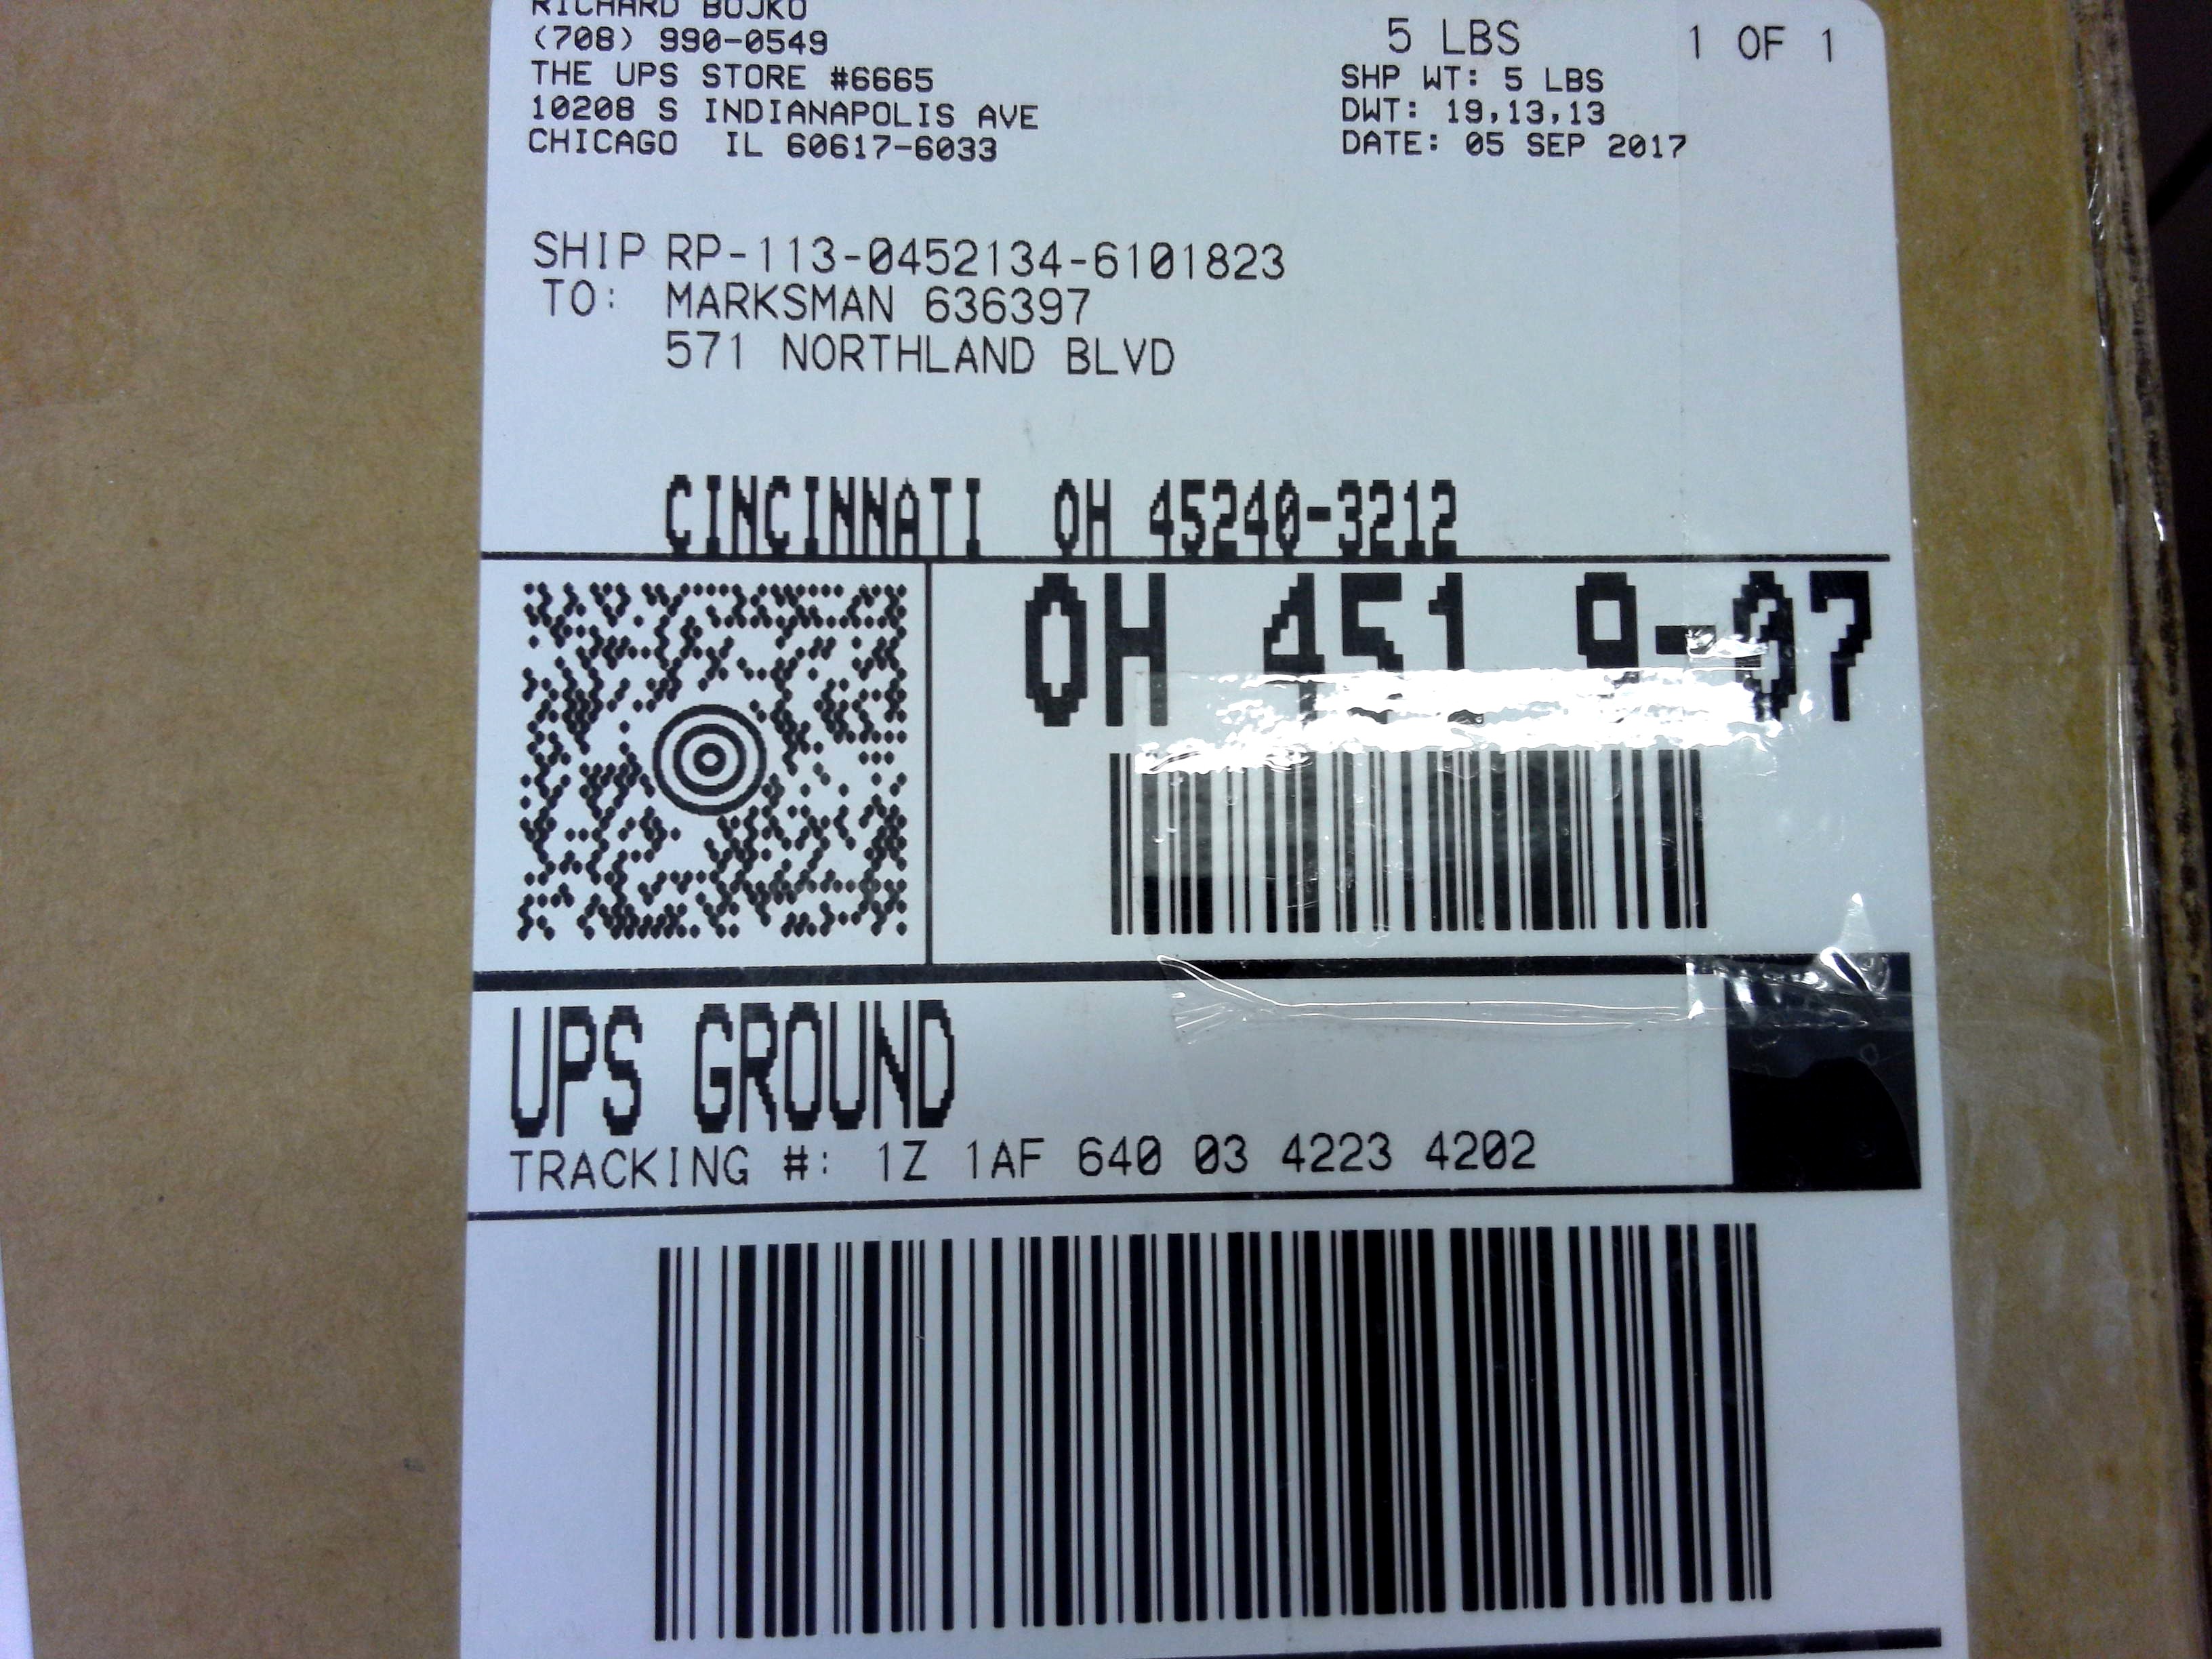 RICHARD BOJKO
(708) 990-0549
THE UPS STORE #6665
10208 S INDIANAPOLIS AVE
CHICAGO IL 60617-6033
5 LBS 1 OF 1
SHP WT: 5 LBS
DWT: 19,13,13
DATE: 05 SEP 2017
SHIP RP-113-0452134-6101823
TO: MARKSMAN 636397
571 NORTHLAND BLVD
CINCINNATI OH 45240-3212
OH 451 9-07
UPS GROUND
TRACKING #: 1Z 1AF 640 03 4223 4202